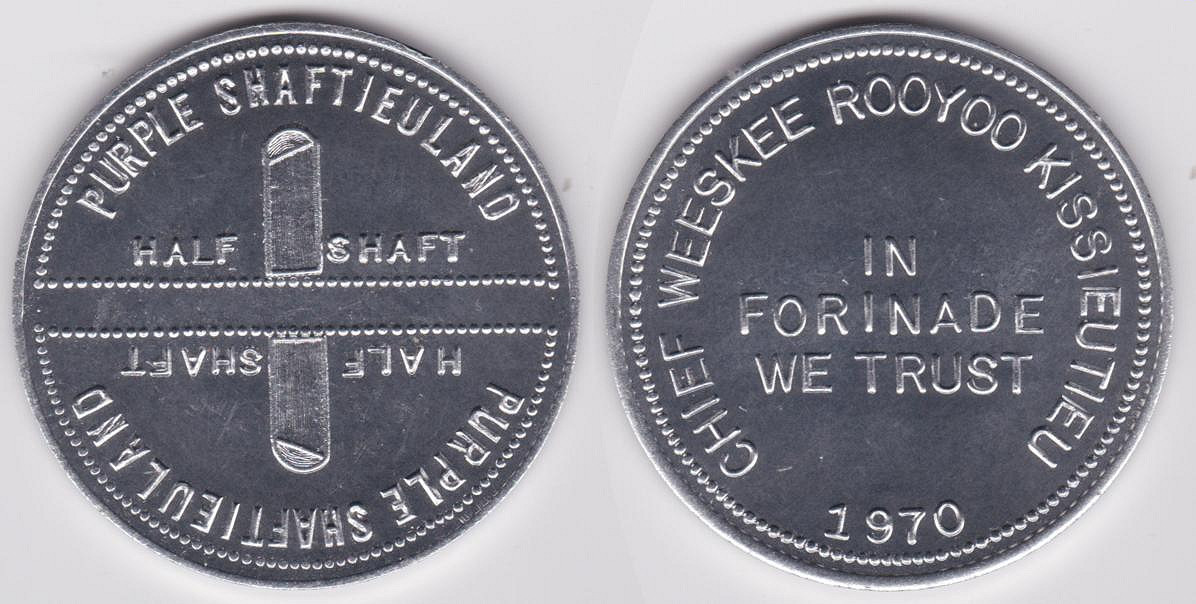 PURPLE SHAFTIEULAND
HALF SHAFT
HALF SHAFT
PURPLE SHAFTIEULAND
CHIEF WEESKEE ROOYOO KISSIEUTIEU
IN
FORINADE
WE TRUST
1970